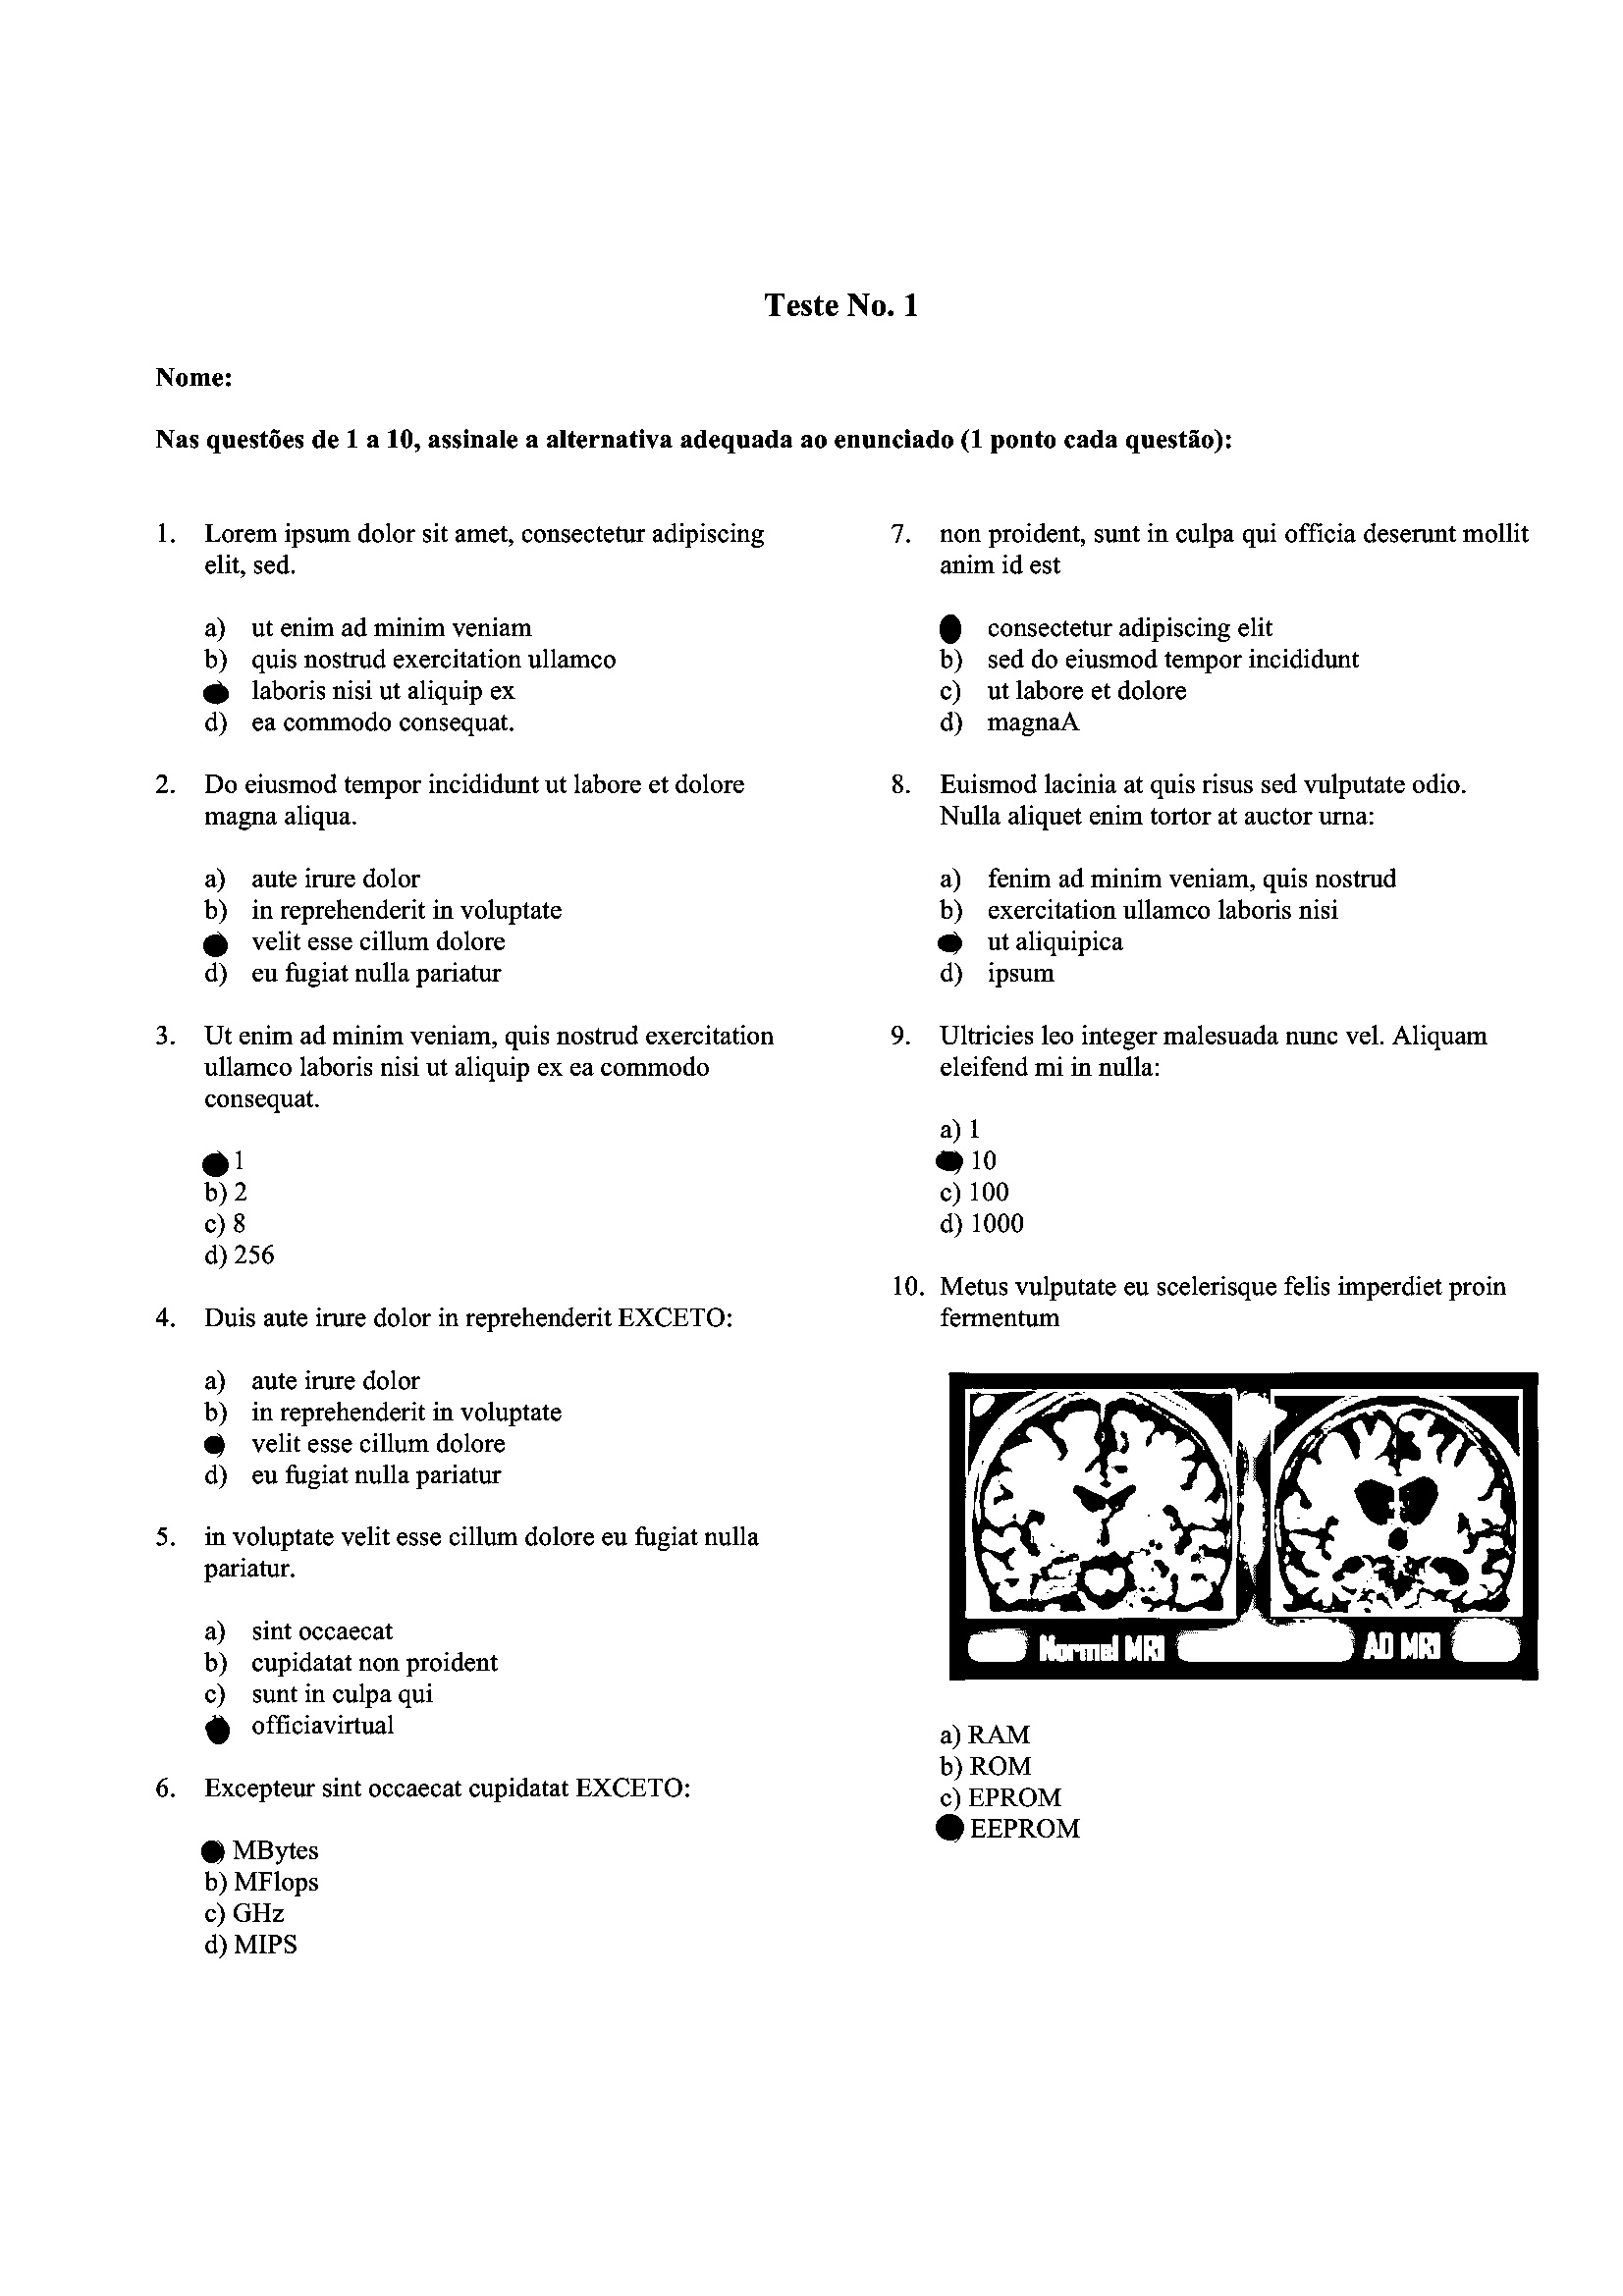 Teste No. 1
Nome:
Nas questões de 1 a 10, assinale a alternativa adequada ao enunciado (1 ponto cada questão):
1. Lorem ipsum dolor sit amet, consectetur adipiscing
elit, sed.
a) ut enim ad minim veniam
b) quis nostrud exercitation ullamco
laboris nisi ut aliquip ex
d) ea commodo consequat.
2. Do eiusmod tempor incididunt ut labore et dolore
magna aliqua.
a) aute irure dolor
b) in reprehenderit in voluptate
velit esse cillum dolore
d) eu fugiat nulla pariatur
3. Ut enim ad minim veniam, quis nostrud exercitation
ullamco laboris nisi ut aliquip ex ea commodo
consequat.
1
b) 2
c) 8
d) 256
4. Duis aute irure dolor in reprehenderit EXCETO:
a) aute irure dolor
b) in reprehenderit in voluptate
velit esse cillum dolore
d) eu fugiat nulla pariatur
5. in voluptate velit esse cillum dolore eu fugiat nulla
pariatur.
a) sint occaecat
b) cupidatat non proident
c) sunt in culpa qui
officiavirtual
6. Excepteur sint occaecat cupidatat EXCETO:
MBytes
b) MFlops
c) GHz
d) MIPS
7. non proident, sunt in culpa qui officia deserunt mollit
anim id est
consectetur adipiscing elit
b) sed do eiusmod tempor incididunt
c) ut labore et dolore
d) magnaA
8. Euismod lacinia at quis risus sed vulputate odio.
Nulla aliquet enim tortor at auctor urna:
a) fenim ad minim veniam, quis nostrud
b) exercitation ullamco laboris nisi
ut aliquipica
d) ipsum
9. Ultricies leo integer malesuada nunc vel. Aliquam
eleifend mi in nulla:
a) 1
10
c) 100
d) 1000
10. Metus vulputate eu scelerisque felis imperdiet proin
fermentum
Normal MRI AD MRI
a) RAM
b) ROM
c) EPROM
EEPROM